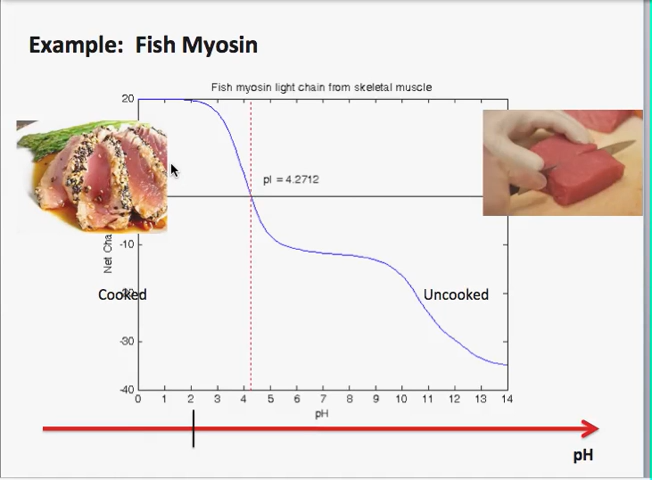 Example:  Fish Myosin
Fish myosin light chain from skeletal muscle
20
pI = 4.2712
-10
Net Cha
Cooked
Uncooked
-30
-40
0 1 2 3 4 5 6 7 8 9 10 11 12 13 14
pH
pH